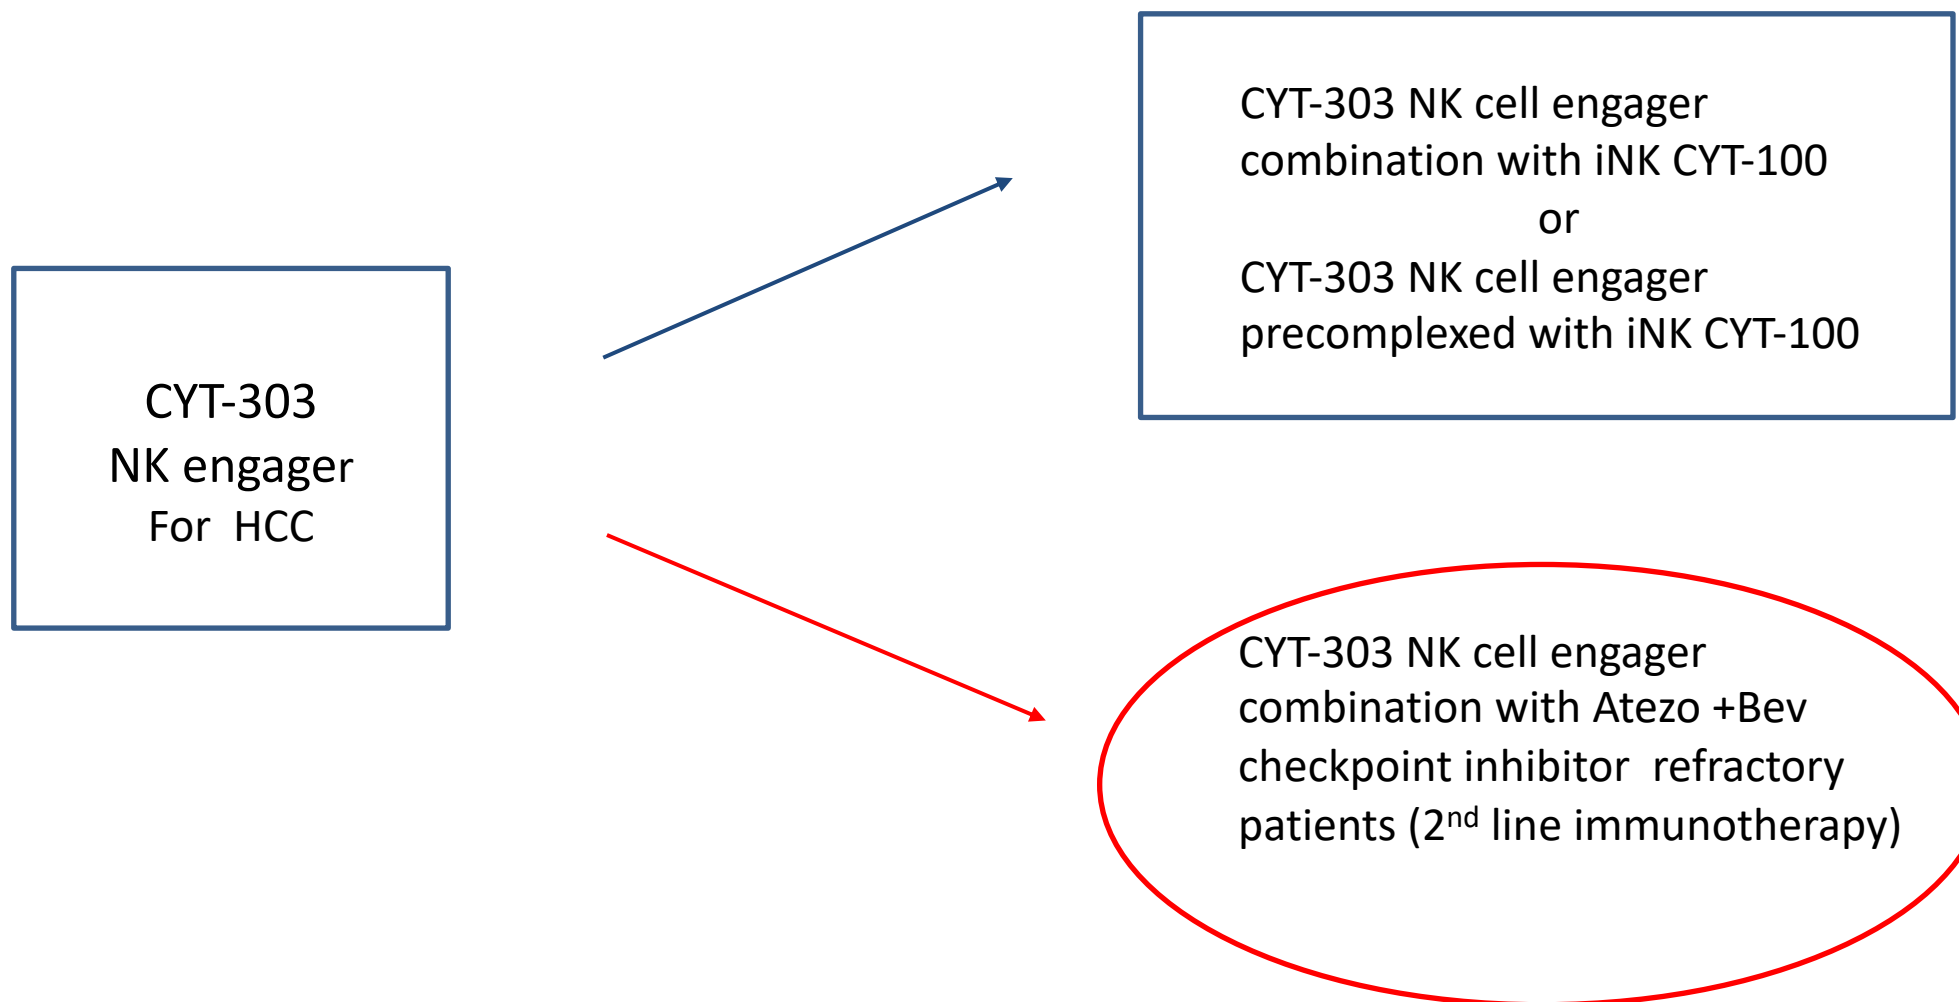 CYT-303
NK engager
For HCC
CYT-303 NK cell engager
combination with iNK CYT-100
or
CYT-303 NK cell engager
precomplexed with iNK CYT-100
CYT-303 NK cell engager
combination with Atezo +Bev
checkpoint inhibitor refractory
patients (2nd line immunotherapy)